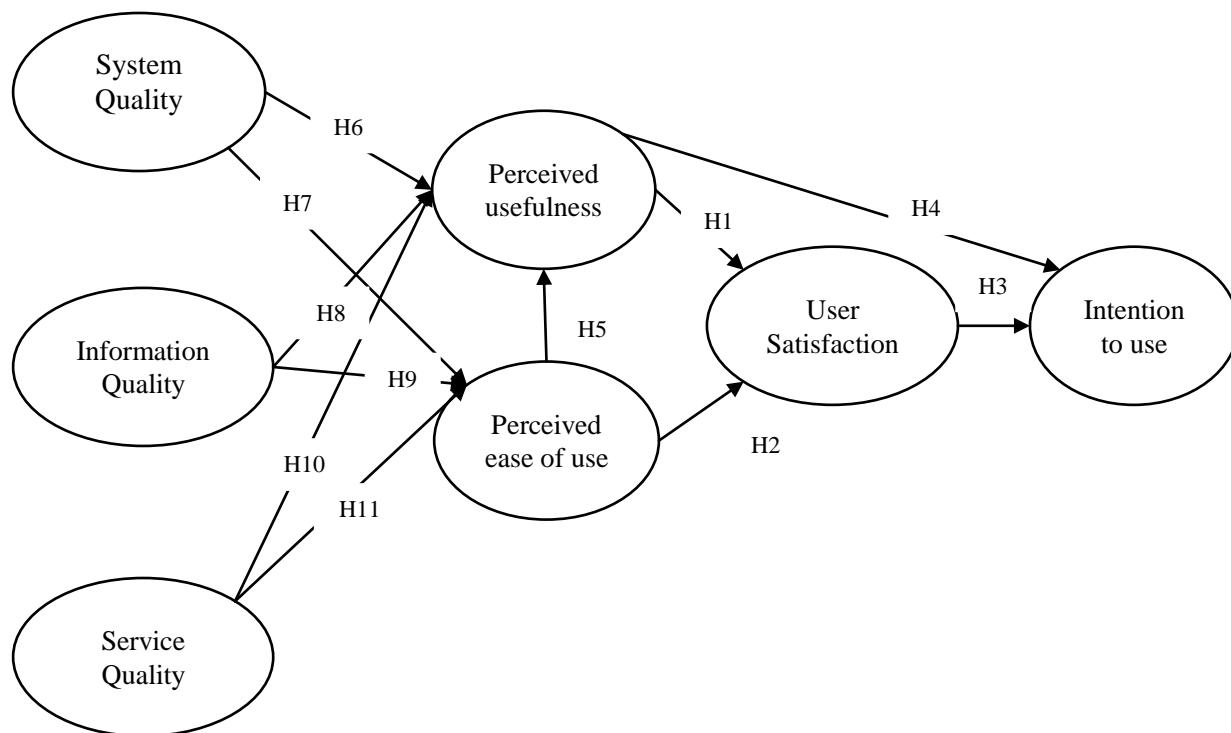 System
Quality
H6
H7
Perceived
usefulness
H4
H1
H3
H8
H5
User
Satisfaction
Intention
to use
Information
Quality
H9
Perceived
ease of use
H2
H10
H11
Service
Quality